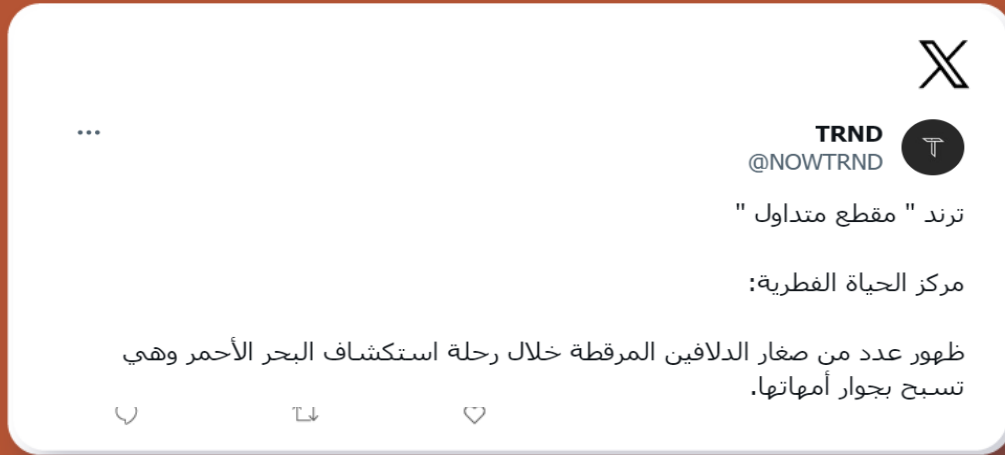 TRND
@NOWTRND
ترند " مقطع متداول "
مركز الحياة الفطرية:
ظهور عدد من صغار الدلافين المرقطة خلال رحلة استكشاف البحر الأحمر وهي
تسبح بجوار أمهاتها.